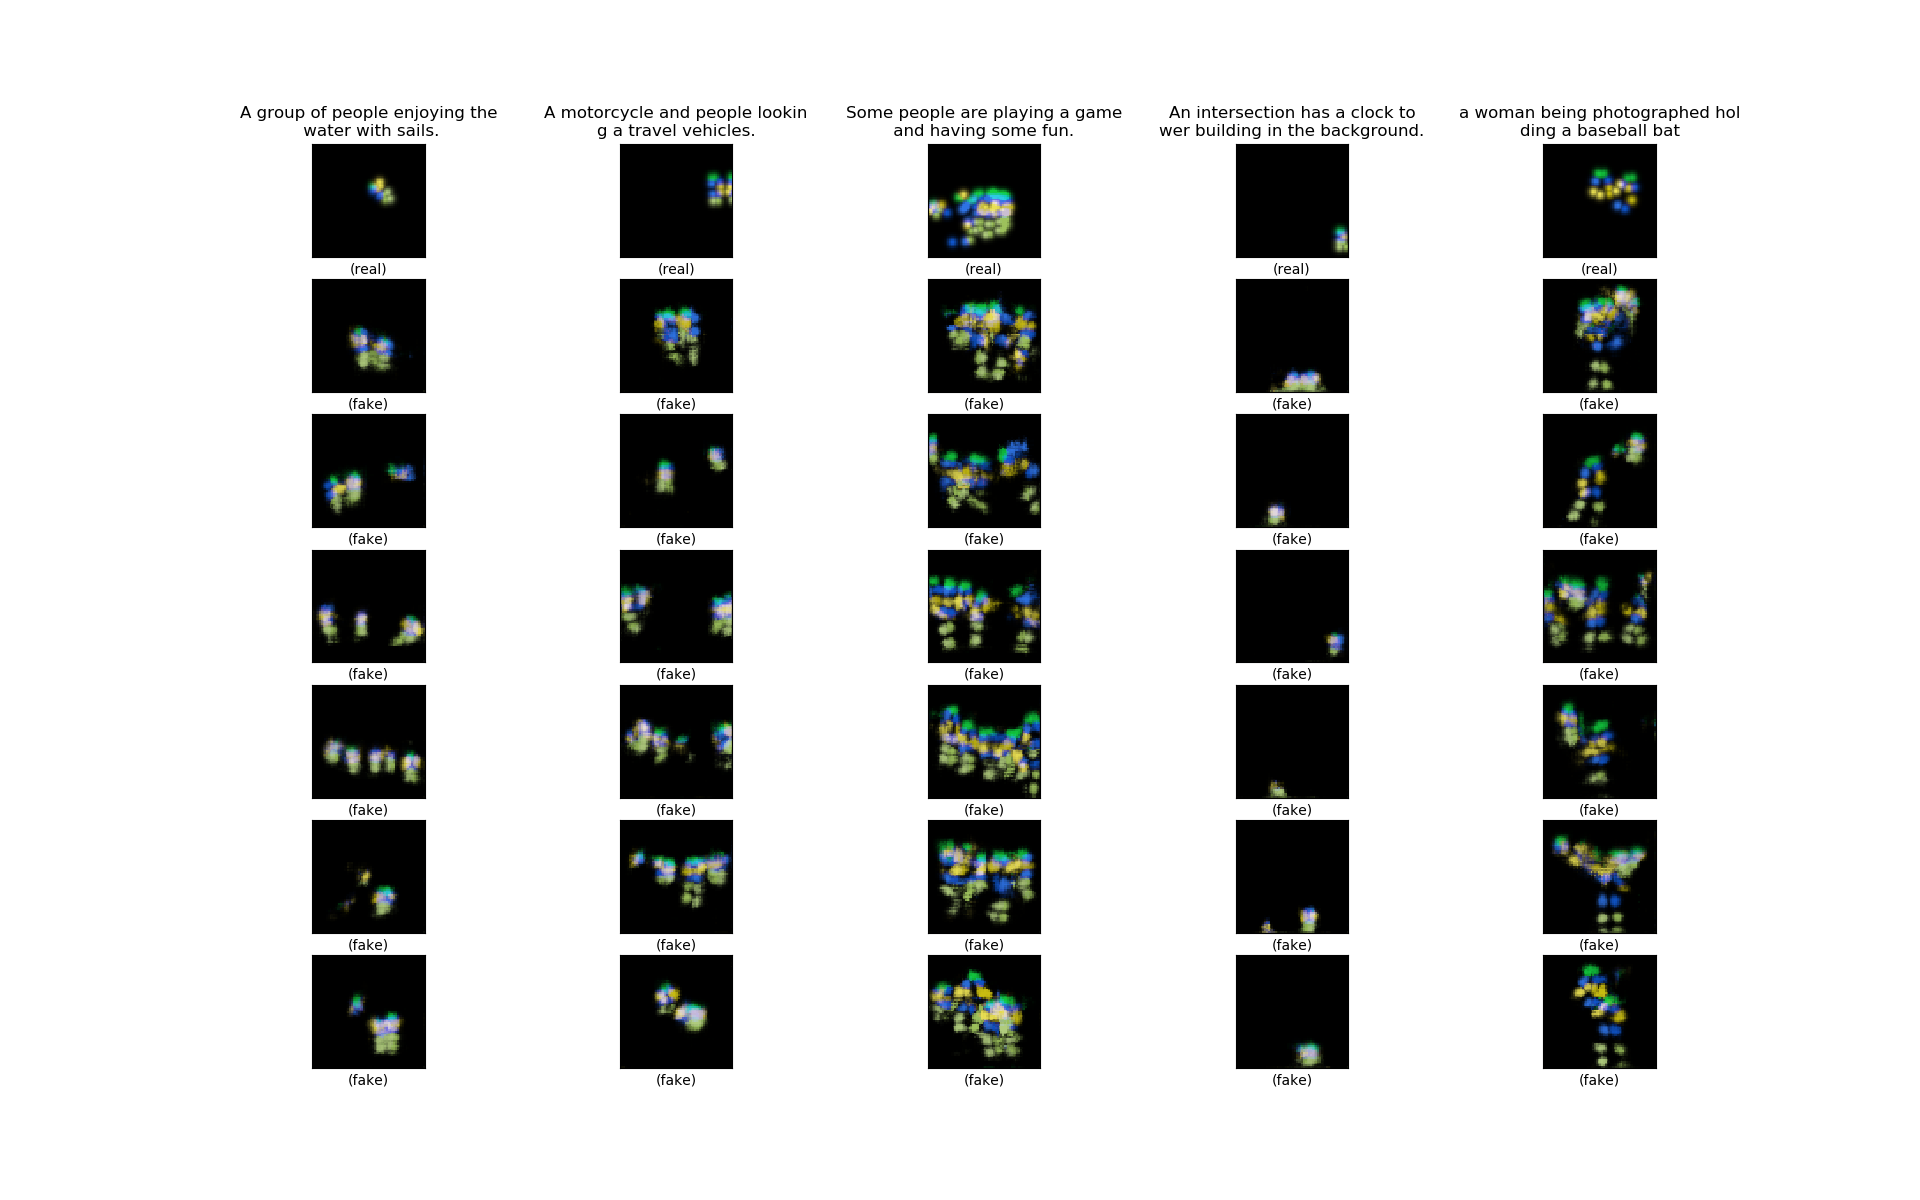 A group of people enjoying the
water with sails.
A motorcycle and people lookin
g a travel vehicles.
Some people are playing a game
and having some fun.
An intersection has a clock to
wer building in the background.
a woman being photographed hol
ding a baseball bat
(real) (real) (real) (real) (real)
(fake) (fake) (fake) (fake) (fake)
(fake) (fake) (fake) (fake) (fake)
(fake) (fake) (fake) (fake) (fake)
(fake) (fake) (fake) (fake) (fake)
(fake) (fake) (fake) (fake) (fake)
(fake) (fake) (fake) (fake) (fake)